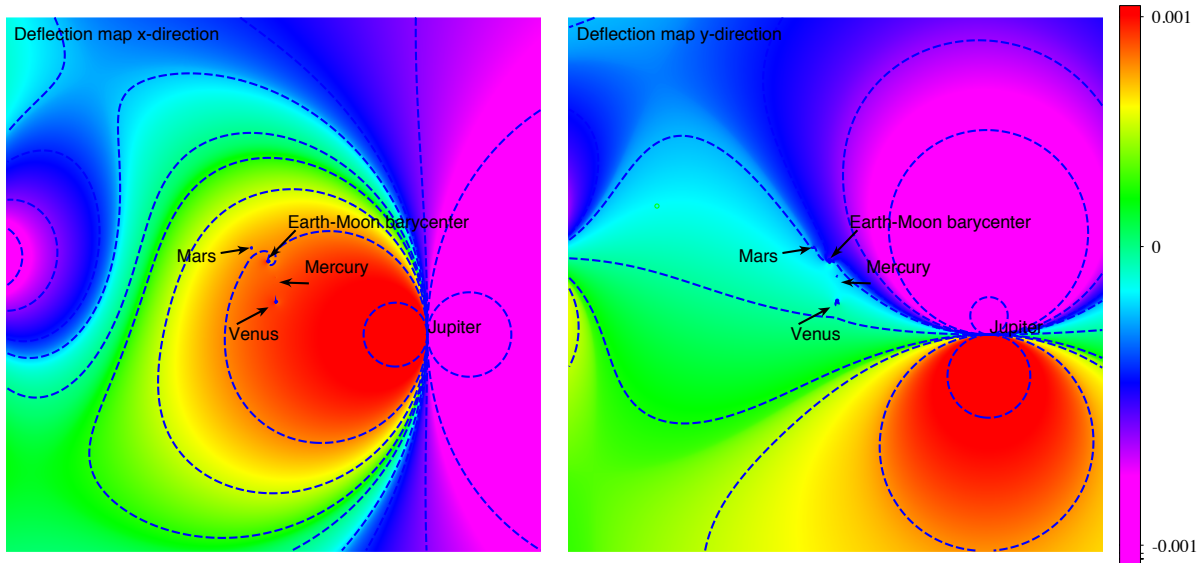 Deflection map x-direction
Earth-Moon barycenter
Mars
Mercury
Venus
Jupiter
Deflection map y-direction
Earth-Moon barycenter
Mars
Mercury
Venus
Jupiter
0.001
0
-0.001